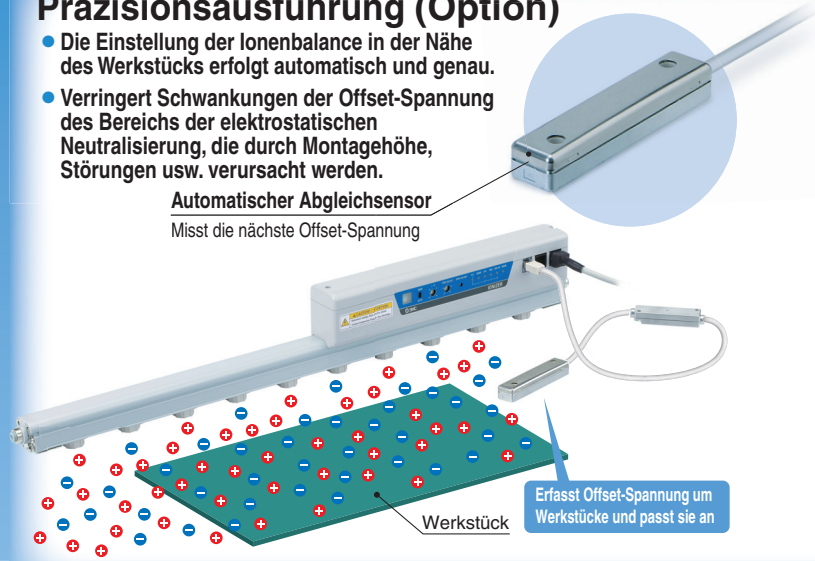 Präzisionsausführung (Option)
Die Einstellung der Ionenbalance in der Nähe
des Werkstücks erfolgt automatisch und genau.
Verringert Schwankungen der Offset-Spannung
des Bereichs der elektrostatischen
Neutralisierung, die durch Montagehöhe,
Störungen usw. verursacht werden.
Automatischer Abgleichsensor
Misst die nächste Offset-Spannung
IONIZER
SMC
Erfasst Offset-Spannung um
Werkstücke und passt sie an
Werkstück